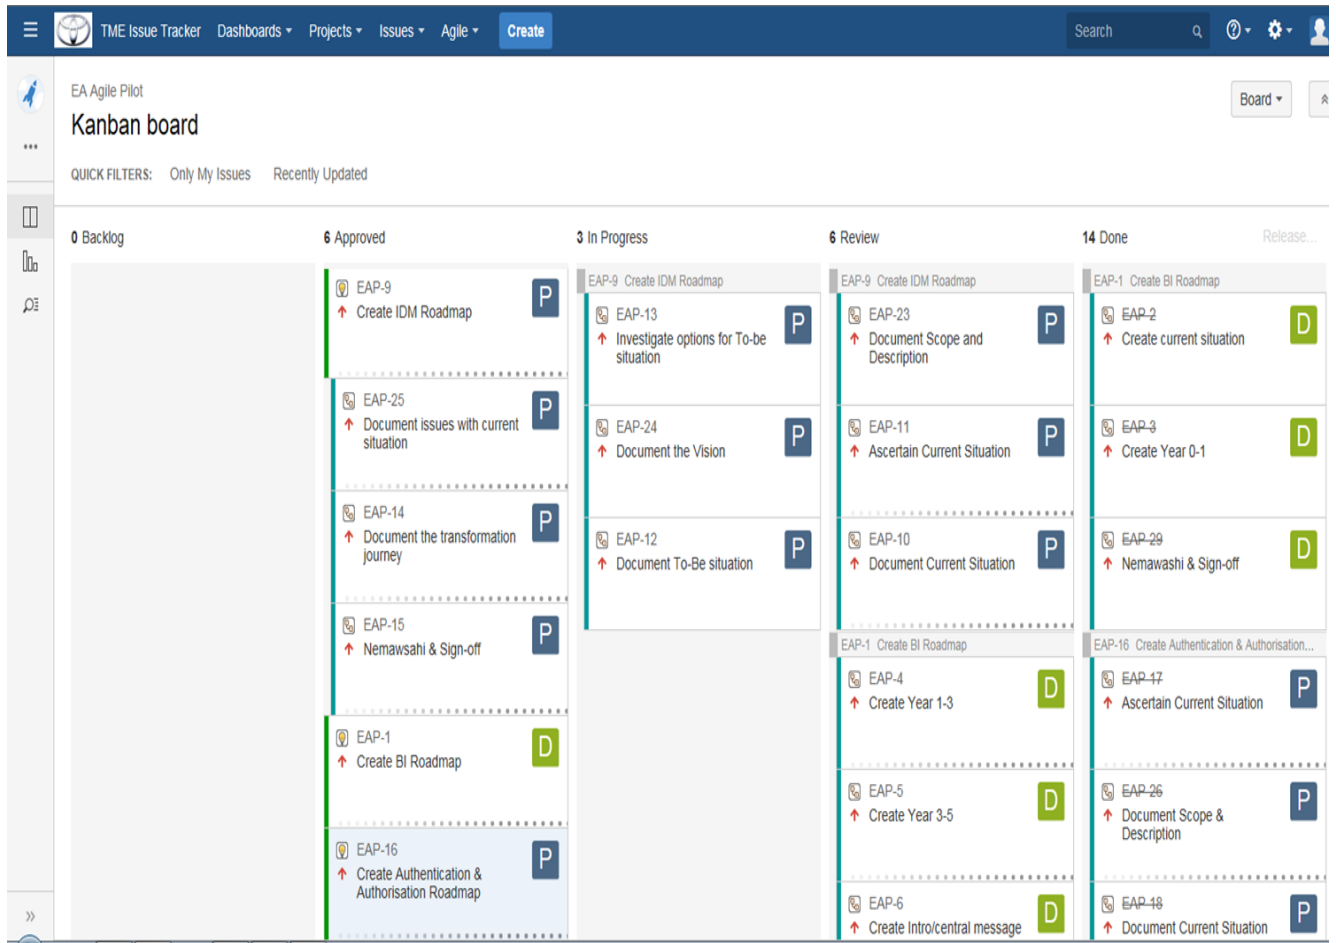 TME Issue Tracker Dashboards Projects Issues Agile Create Search
EA Agile Pilot
Board
Kanban board
QUICK FILTERS: Only My Issues Recently Updated
0 Backlog
6 Approved
3 In Progress
6 Review
14 Done
Release...
EAP-9
Create IDM Roadmap
P
EAP-25
Document issues with current
situation
P
EAP-14
Document the transformation
journey
P
EAP-15
Nemawsahi & Sign-off
P
EAP-1
Create BI Roadmap
D
EAP-16
Create Authentication &
Authorisation Roadmap
P
EAP-9 Create IDM Roadmap
EAP-13
Investigate options for To-be
situation
P
EAP-24
Document the Vision
P
EAP-12
Document To-Be situation
P
EAP-9 Create IDM Roadmap
EAP-23
Document Scope and
Description
P
EAP-11
Ascertain Current Situation
P
EAP-10
Document Current Situation
P
EAP-1 Create BI Roadmap
EAP-4
Create Year 1-3
D
EAP-5
Create Year 3-5
D
EAP-6
Create Intro/central message
D
EAP-1 Create BI Roadmap
EAP-2
Create current situation
D
EAP-3
Create Year 0-1
D
EAP-29
Nemawashi & Sign-off
D
EAP-16 Create Authentication & Authorisation...
EAP-17
Ascertain Current Situation
P
EAP-26
Document Scope &
Description
P
EAP-18
Document Current Situation
P